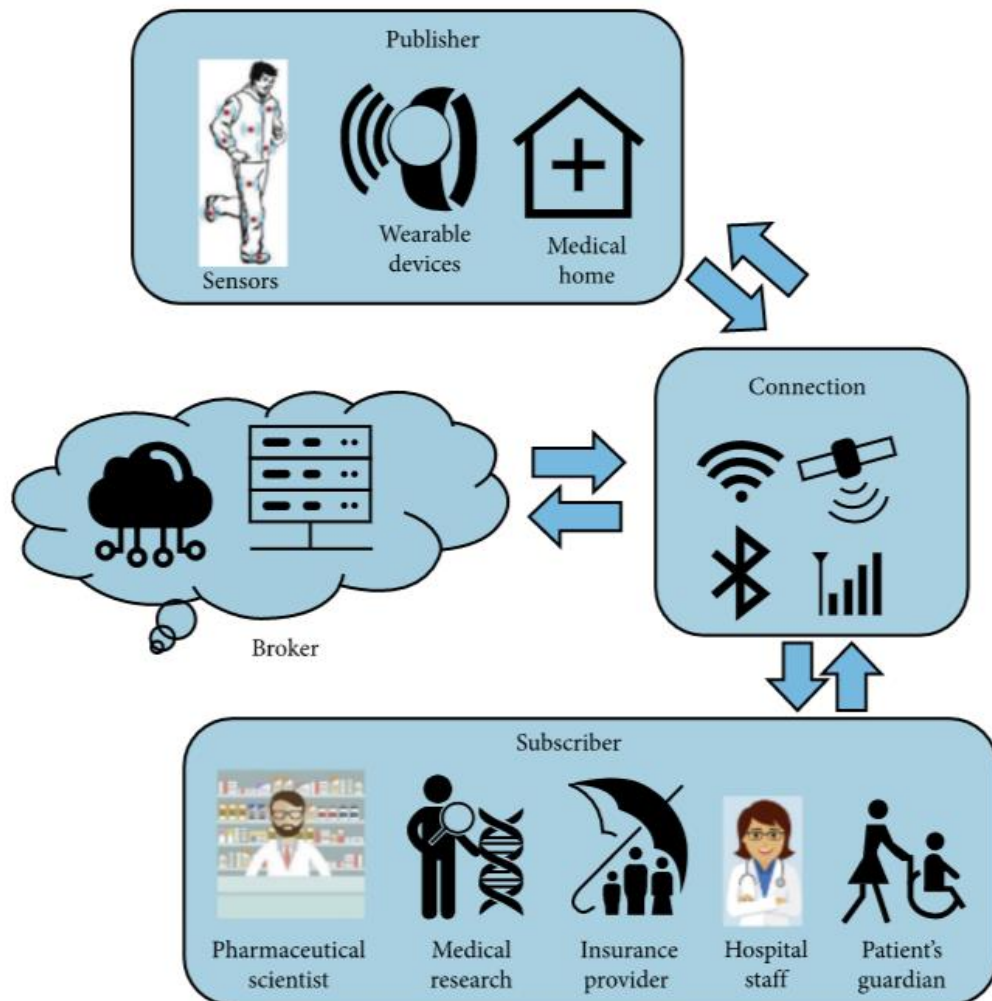 Publisher
Sensors
Wearable
devices
Medical
home
Connection
Broker
Subscriber
Pharmaceutical
scientist
Medical
research
Insurance
provider
Hospital
staff
Patient's
guardian